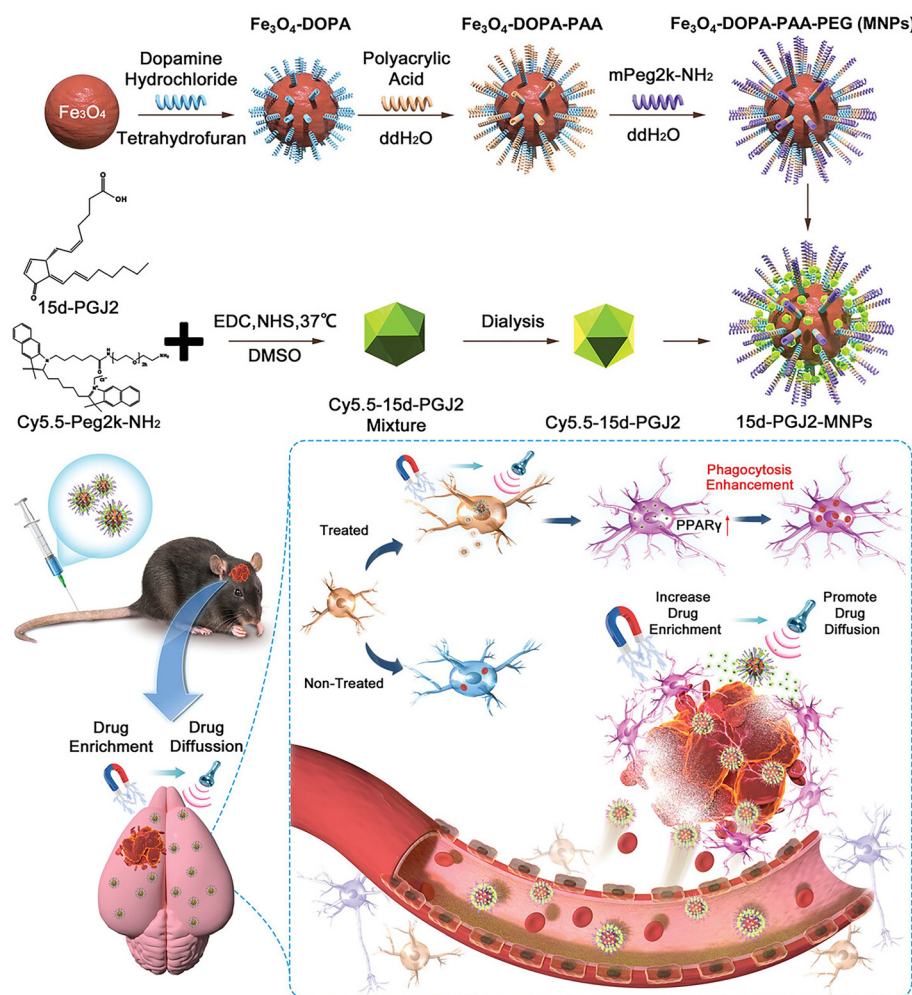 Fe₃O₄-DOPA
Fe₃O₄-DOPA-PAA
Fe₃O₄-DOPA-PAA-PEG (MNPs)
Fe₃O₄
Dopamine
Hydrochloride
Tetrahydrofuran
Polyacrylic
Acid
ddH₂O
mPeg2k-NH₂
ddH₂O
O
OH
O
15d-PGJ2
EDC,NHS,37℃
DMSO
Dialysis
Cy5.5-Peg2k-NH₂
Cy5.5-15d-PGJ2
Mixture
Cy5.5-15d-PGJ2
15d-PGJ2-MNPs
Treated
Non-Treated
PPARγ
Phagocytosis
Enhancement
Increase
Drug
Enrichment
Promote
Drug
Diffusion
Drug
Enrichment
Drug
Diffussion